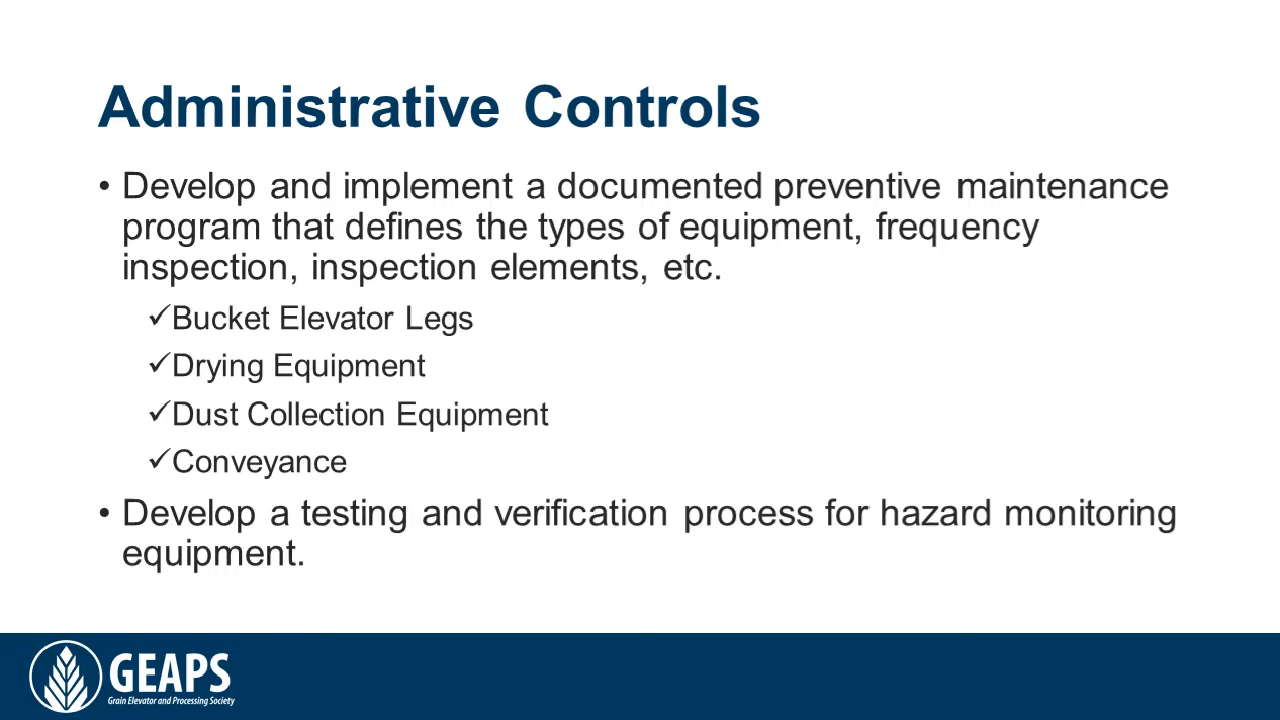 Administrative Controls
• Develop and implement a documented preventive maintenance
program that defines the types of equipment, frequency
inspection, inspection elements, etc.
✓Bucket Elevator Legs
✓Drying Equipment
✓Dust Collection Equipment
✓Conveyance
• Develop a testing and verification process for hazard monitoring
equipment.
GEAPS
Grain Elevator and Processing Society